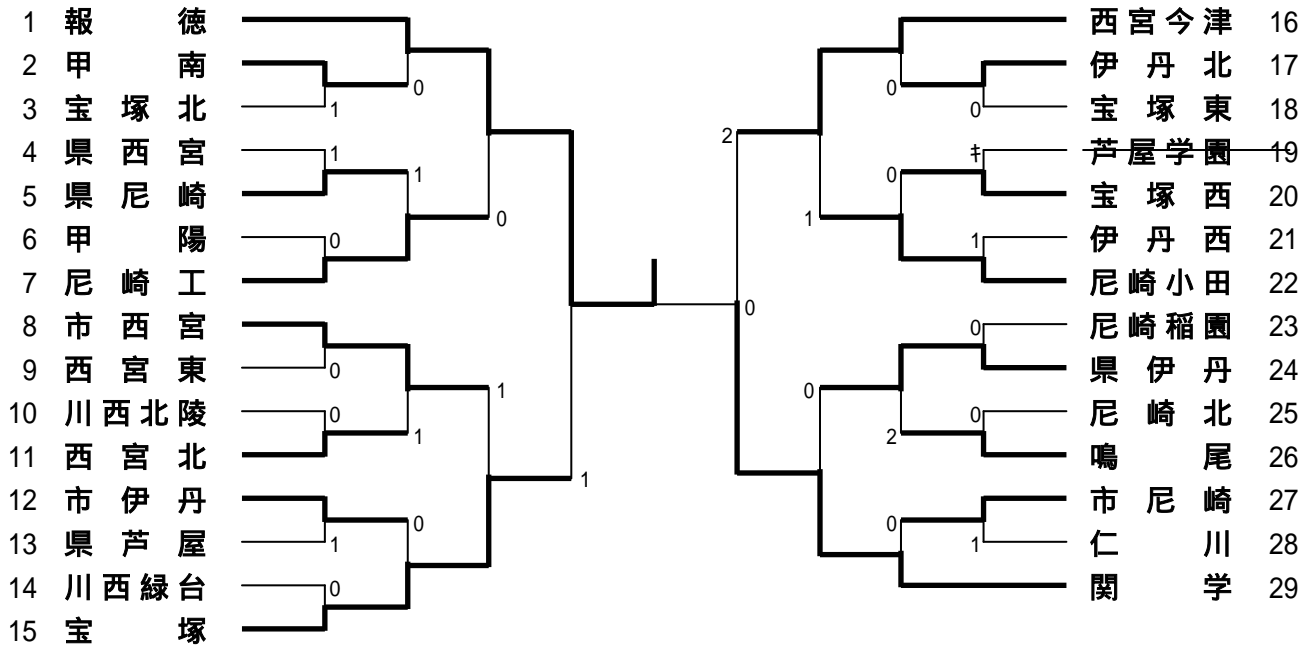 1 報徳
2 甲南
3 宝塚北
4 県西宮
5 県尼崎
6 甲陽
7 尼崎工
8 市西宮
9 西宮東
10 川西北陵
11 西宮北
12 市伊丹
13 県芦屋
14 川西緑台
15 宝塚
1
1
0
0
0
1
0
0
1
1
0
0
1
1
2
0
0
0
1
0
2
0
0
キ
0
1
0
0
1
西宮今津 16
伊丹北 17
宝塚東 18
芦屋学園 19
宝塚西 20
伊丹西 21
尼崎小田 22
尼崎稲園 23
県伊丹 24
尼崎北 25
鳴尾 26
市尼崎 27
仁川 28
関学 29